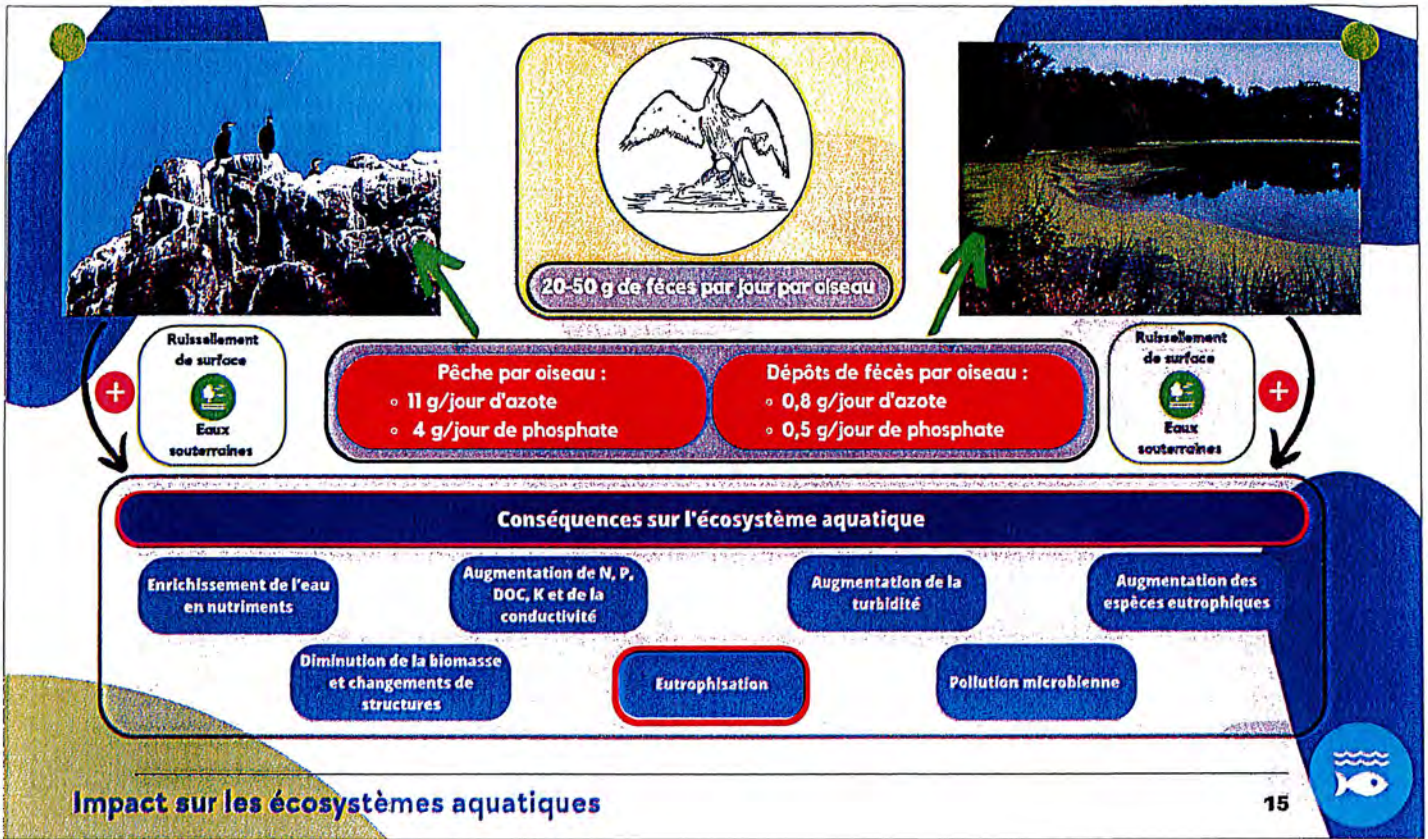 20-50 g de féces par jour par oiseau
Ruissellement
de surface
Eaux
souterraines
+
Pêche par oiseau :
◦ 11 g/jour d'azote
◦ 4 g/jour de phosphate
Dépôts de fécès par oiseau :
◦ 0,8 g/jour d'azote
◦ 0,5 g/jour de phosphate
Ruissellement
de surface
Eaux
souterraines
+
Conséquences sur l'écosystème aquatique
Enrichissement de l'eau
en nutriments
Augmentation de N, P,
DOC, K et de la
conductivité
Augmentation de la
turbidité
Augmentation des
espèces eutrophiques
Diminution de la biomasse
et changements de
structures
Eutrophisation
Pollution microbienne
Impact sur les écosystèmes aquatiques
15